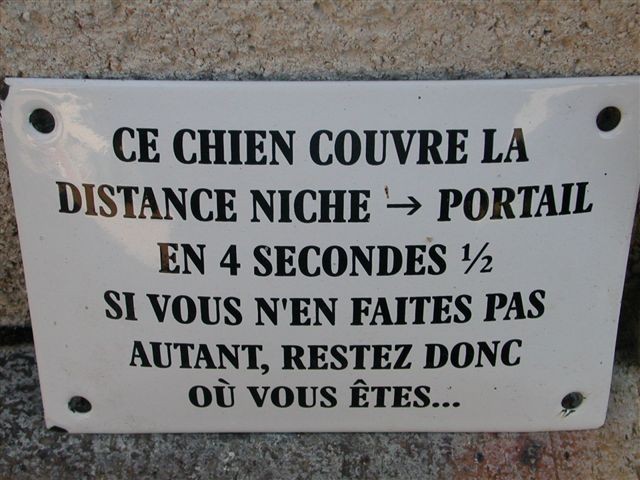 CE CHIEN COUVRE LA
DISTANCE NICHE → PORTAIL
EN 4 SECONDES ½
SI VOUS N'EN FAITES PAS
AUTANT, RESTEZ DONC
OÙ VOUS ÊTES...